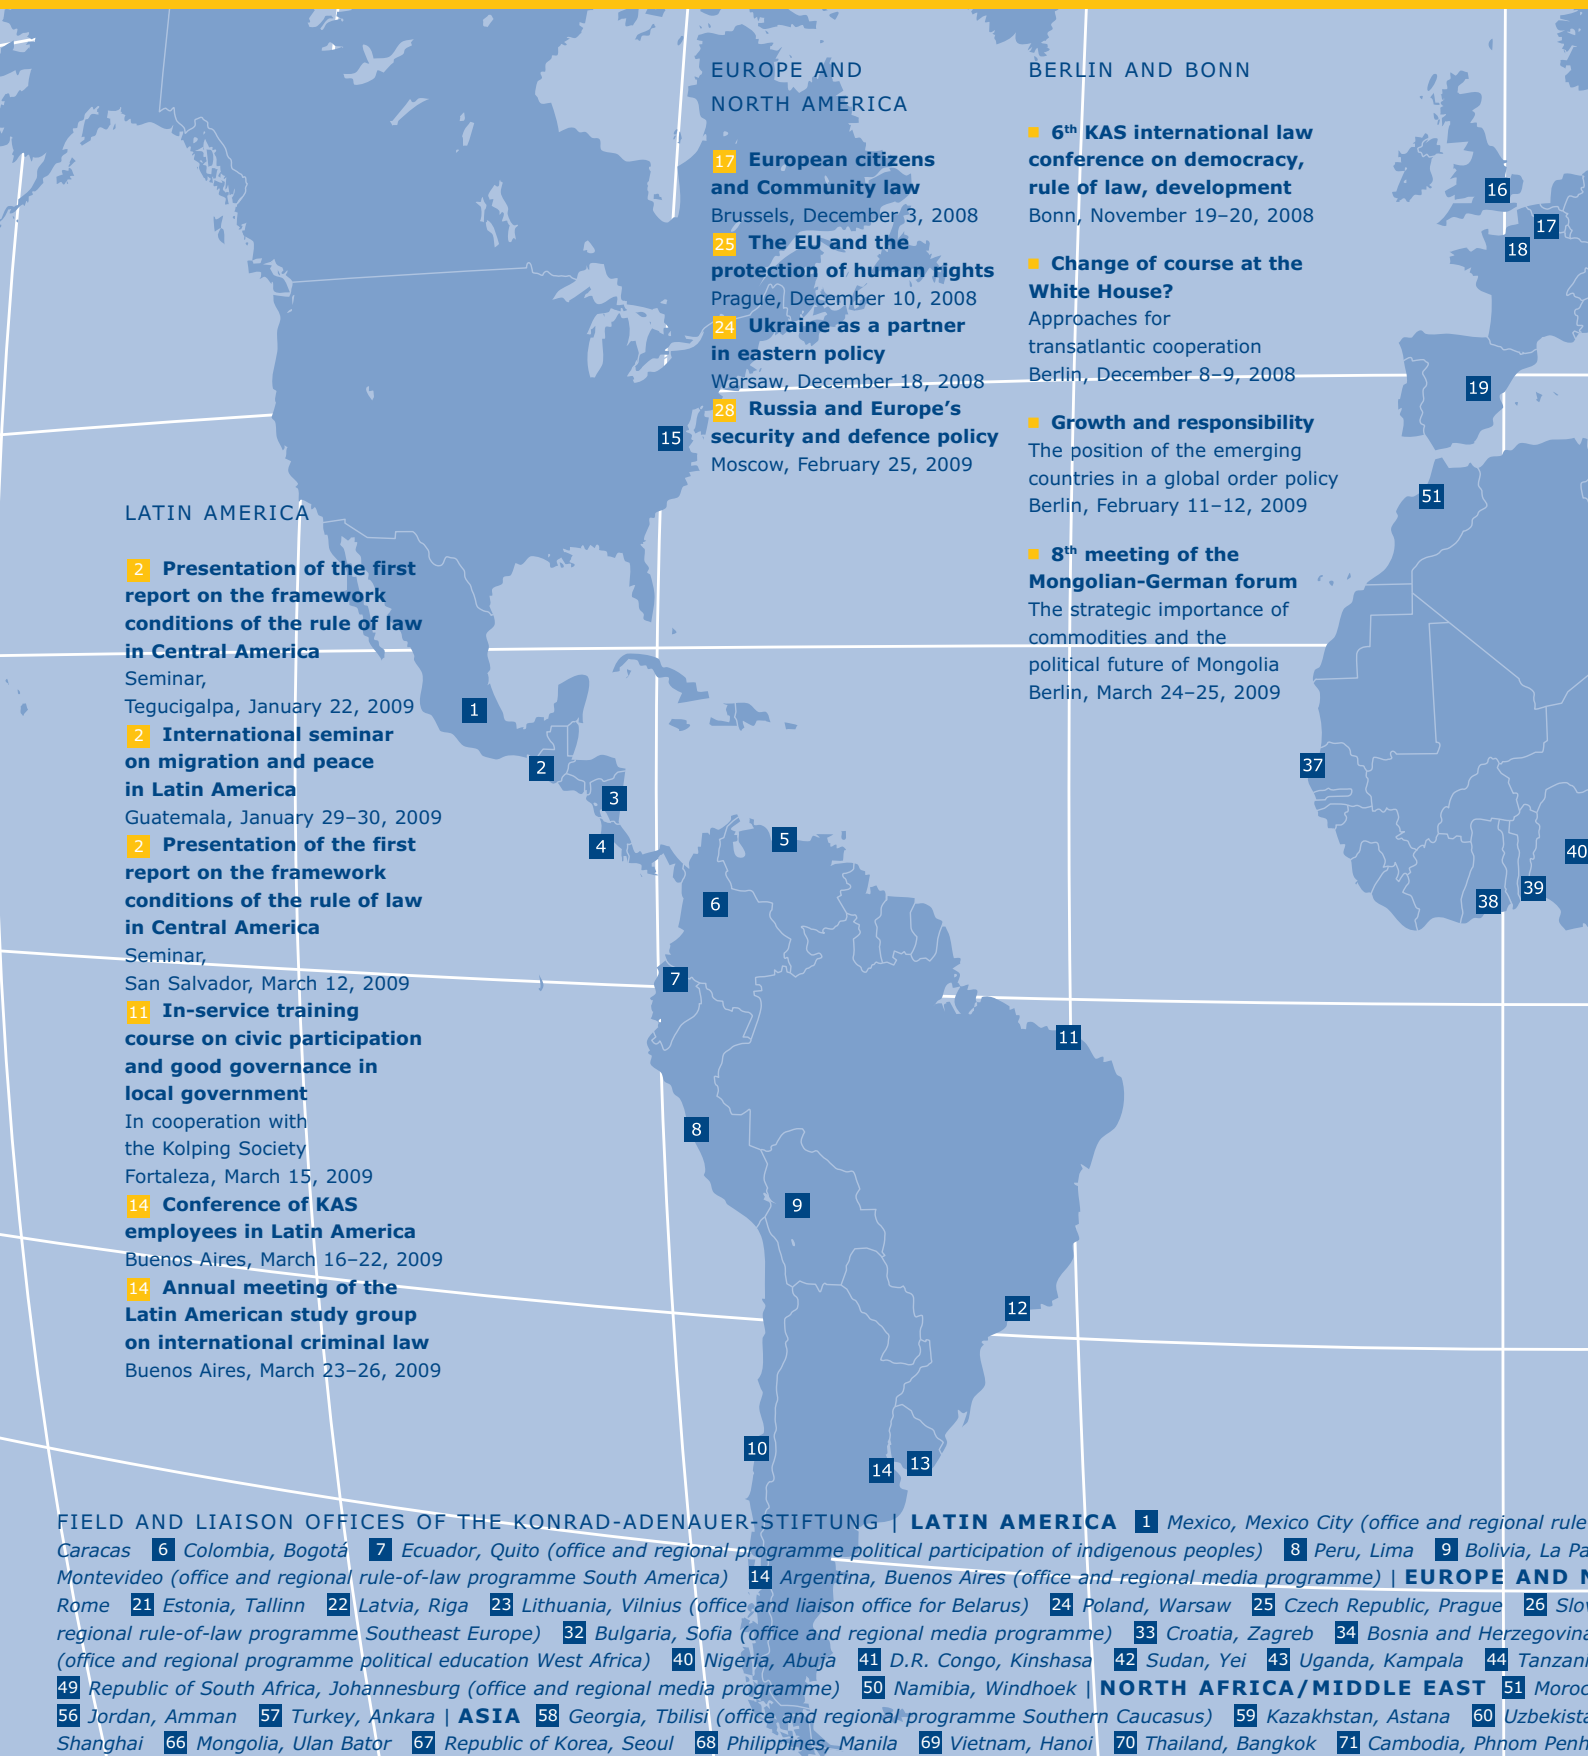 EUROPE AND
NORTH AMERICA
17 European citizens
and Community law
Brussels, December 3, 2008
25 The EU and the
protection of human rights
Prague, December 10, 2008
24 Ukraine as a partner
in eastern policy
Warsaw, December 18, 2008
28 Russia and Europe’s
security and defence policy
Moscow, February 25, 2009
BERLIN AND BONN
6th KAS international law
conference on democracy,
rule of law, development
Bonn, November 19–20, 2008
Change of course at the
White House?
Approaches for
transatlantic cooperation
Berlin, December 8–9, 2008
Growth and responsibility
The position of the emerging
countries in a global order policy
Berlin, February 11–12, 2009
8th meeting of the
Mongolian-German forum
The strategic importance of
commodities and the
political future of Mongolia
Berlin, March 24–25, 2009
LATIN AMERICA
2 Presentation of the first
report on the framework
conditions of the rule of law
in Central America
Seminar,
Tegucigalpa, January 22, 2009
2 International seminar
on migration and peace
in Latin America
Guatemala, January 29–30, 2009
2 Presentation of the first
report on the framework
conditions of the rule of law
in Central America
Seminar,
San Salvador, March 12, 2009
11 In-service training
course on civic participation
and good governance in
local government
In cooperation with
the Kolping Society
Fortaleza, March 15, 2009
14 Conference of KAS
employees in Latin America
Buenos Aires, March 16–22, 2009
14 Annual meeting of the
Latin American study group
on international criminal law
Buenos Aires, March 23–26, 2009
16
17
18
19
15
51
1
2
3
4
5
6
7
8
9
10
11
12
13
14
37
38
39
40
FIELD AND LIAISON OFFICES OF THE KONRAD-ADENAUER-STIFTUNG | LATIN AMERICA 1 Mexico, Mexico City (office and regional rule
Caracas 6 Colombia, Bogotá 7 Ecuador, Quito (office and regional programme political participation of indigenous peoples) 8 Peru, Lima 9 Bolivia, La Pa
Montevideo (office and regional rule-of-law programme South America) 14 Argentina, Buenos Aires (office and regional media programme) | EUROPE AND N
Rome 21 Estonia, Tallinn 22 Latvia, Riga 23 Lithuania, Vilnius (office and liaison office for Belarus) 24 Poland, Warsaw 25 Czech Republic, Prague 26 Slov
regional rule-of-law programme Southeast Europe) 32 Bulgaria, Sofia (office and regional media programme) 33 Croatia, Zagreb 34 Bosnia and Herzegovina
(office and regional programme political education West Africa) 40 Nigeria, Abuja 41 D.R. Congo, Kinshasa 42 Sudan, Yei 43 Uganda, Kampala 44 Tanzani
49 Republic of South Africa, Johannesburg (office and regional media programme) 50 Namibia, Windhoek | NORTH AFRICA/MIDDLE EAST 51 Moroc
56 Jordan, Amman 57 Turkey, Ankara | ASIA 58 Georgia, Tbilisi (office and regional programme Southern Caucasus) 59 Kazakhstan, Astana 60 Uzbekista
Shanghai 66 Mongolia, Ulan Bator 67 Republic of Korea, Seoul 68 Philippines, Manila 69 Vietnam, Hanoi 70 Thailand, Bangkok 71 Cambodia, Phnom Penh